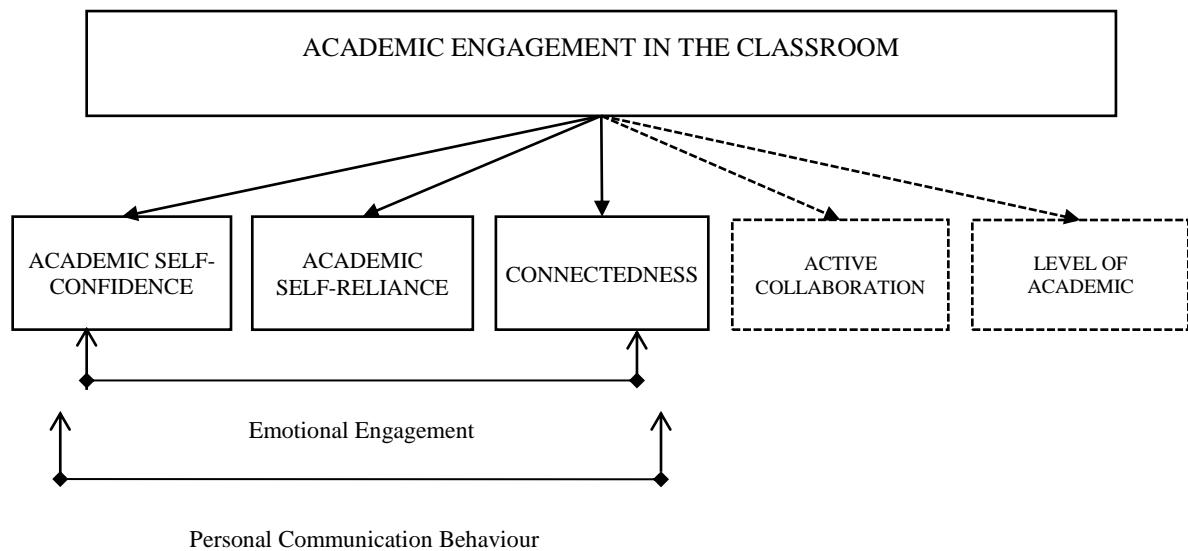 ACADEMIC ENGAGEMENT IN THE CLASSROOM
ACADEMIC SELF-
CONFIDENCE
ACADEMIC
SELF-RELIANCE
CONNECTEDNESS
ACTIVE
COLLABORATION
LEVEL OF
ACADEMIC
Emotional Engagement
Personal Communication Behaviour